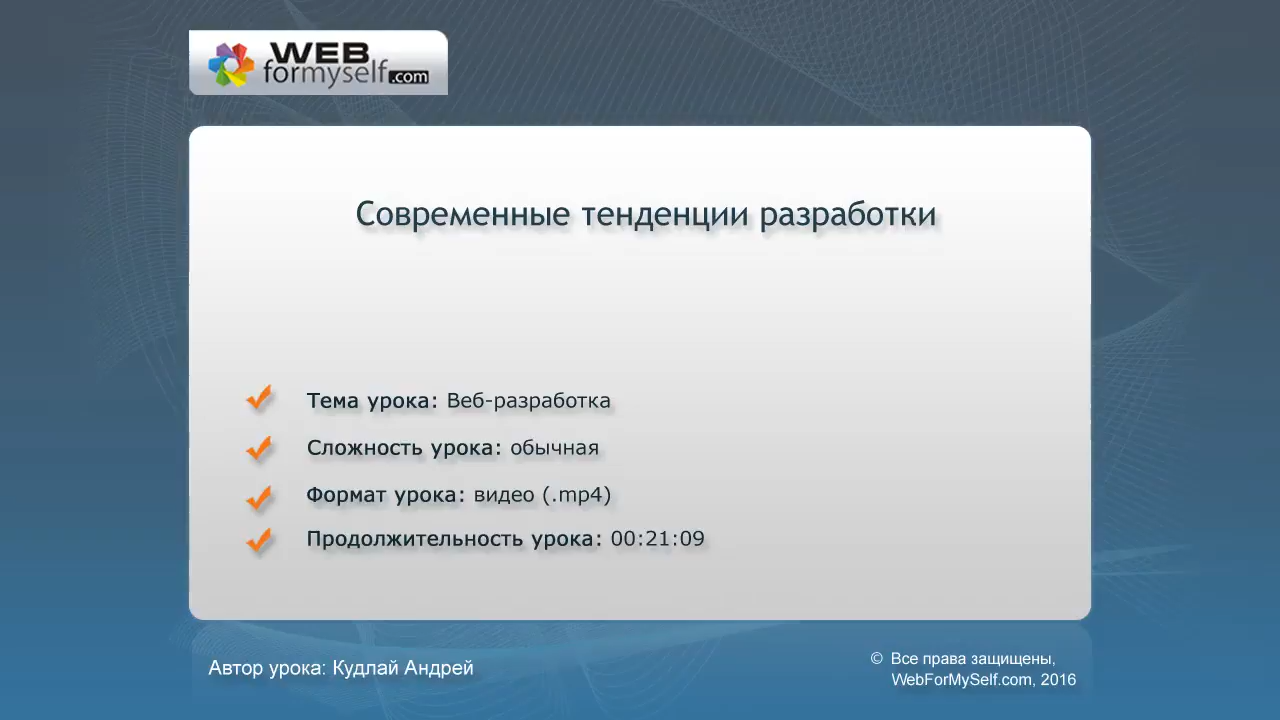 WEB
formyself.com
Современные тенденции разработки
Тема урока: Веб-разработка
Сложность урока: обычная
Формат урока: видео (.mp4)
Продолжительность урока: 00:21:09
Автор урока: Кудлай Андрей
© Все права защищены,
WebForMySelf.com, 2016